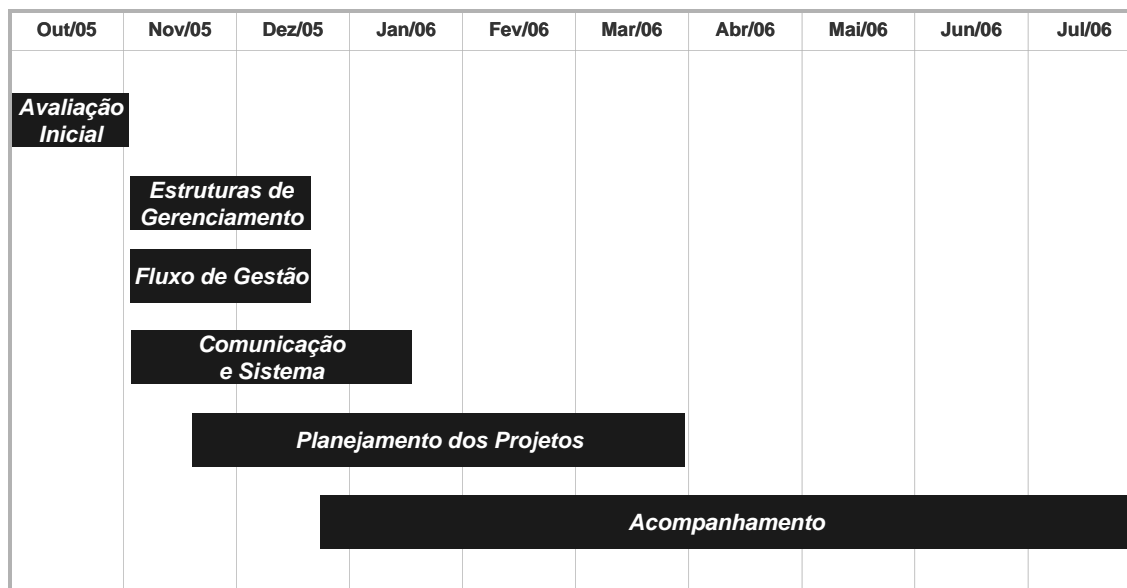 Out/05 Nov/05 Dez/05 Jan/06 Fev/06 Mar/06 Abr/06 Mai/06 Jun/06 Jul/06
Avaliação
Inicial
Estruturas de
Gerenciamento
Fluxo de Gestão
Comunicação
e Sistema
Planejamento dos Projetos
Acompanhamento